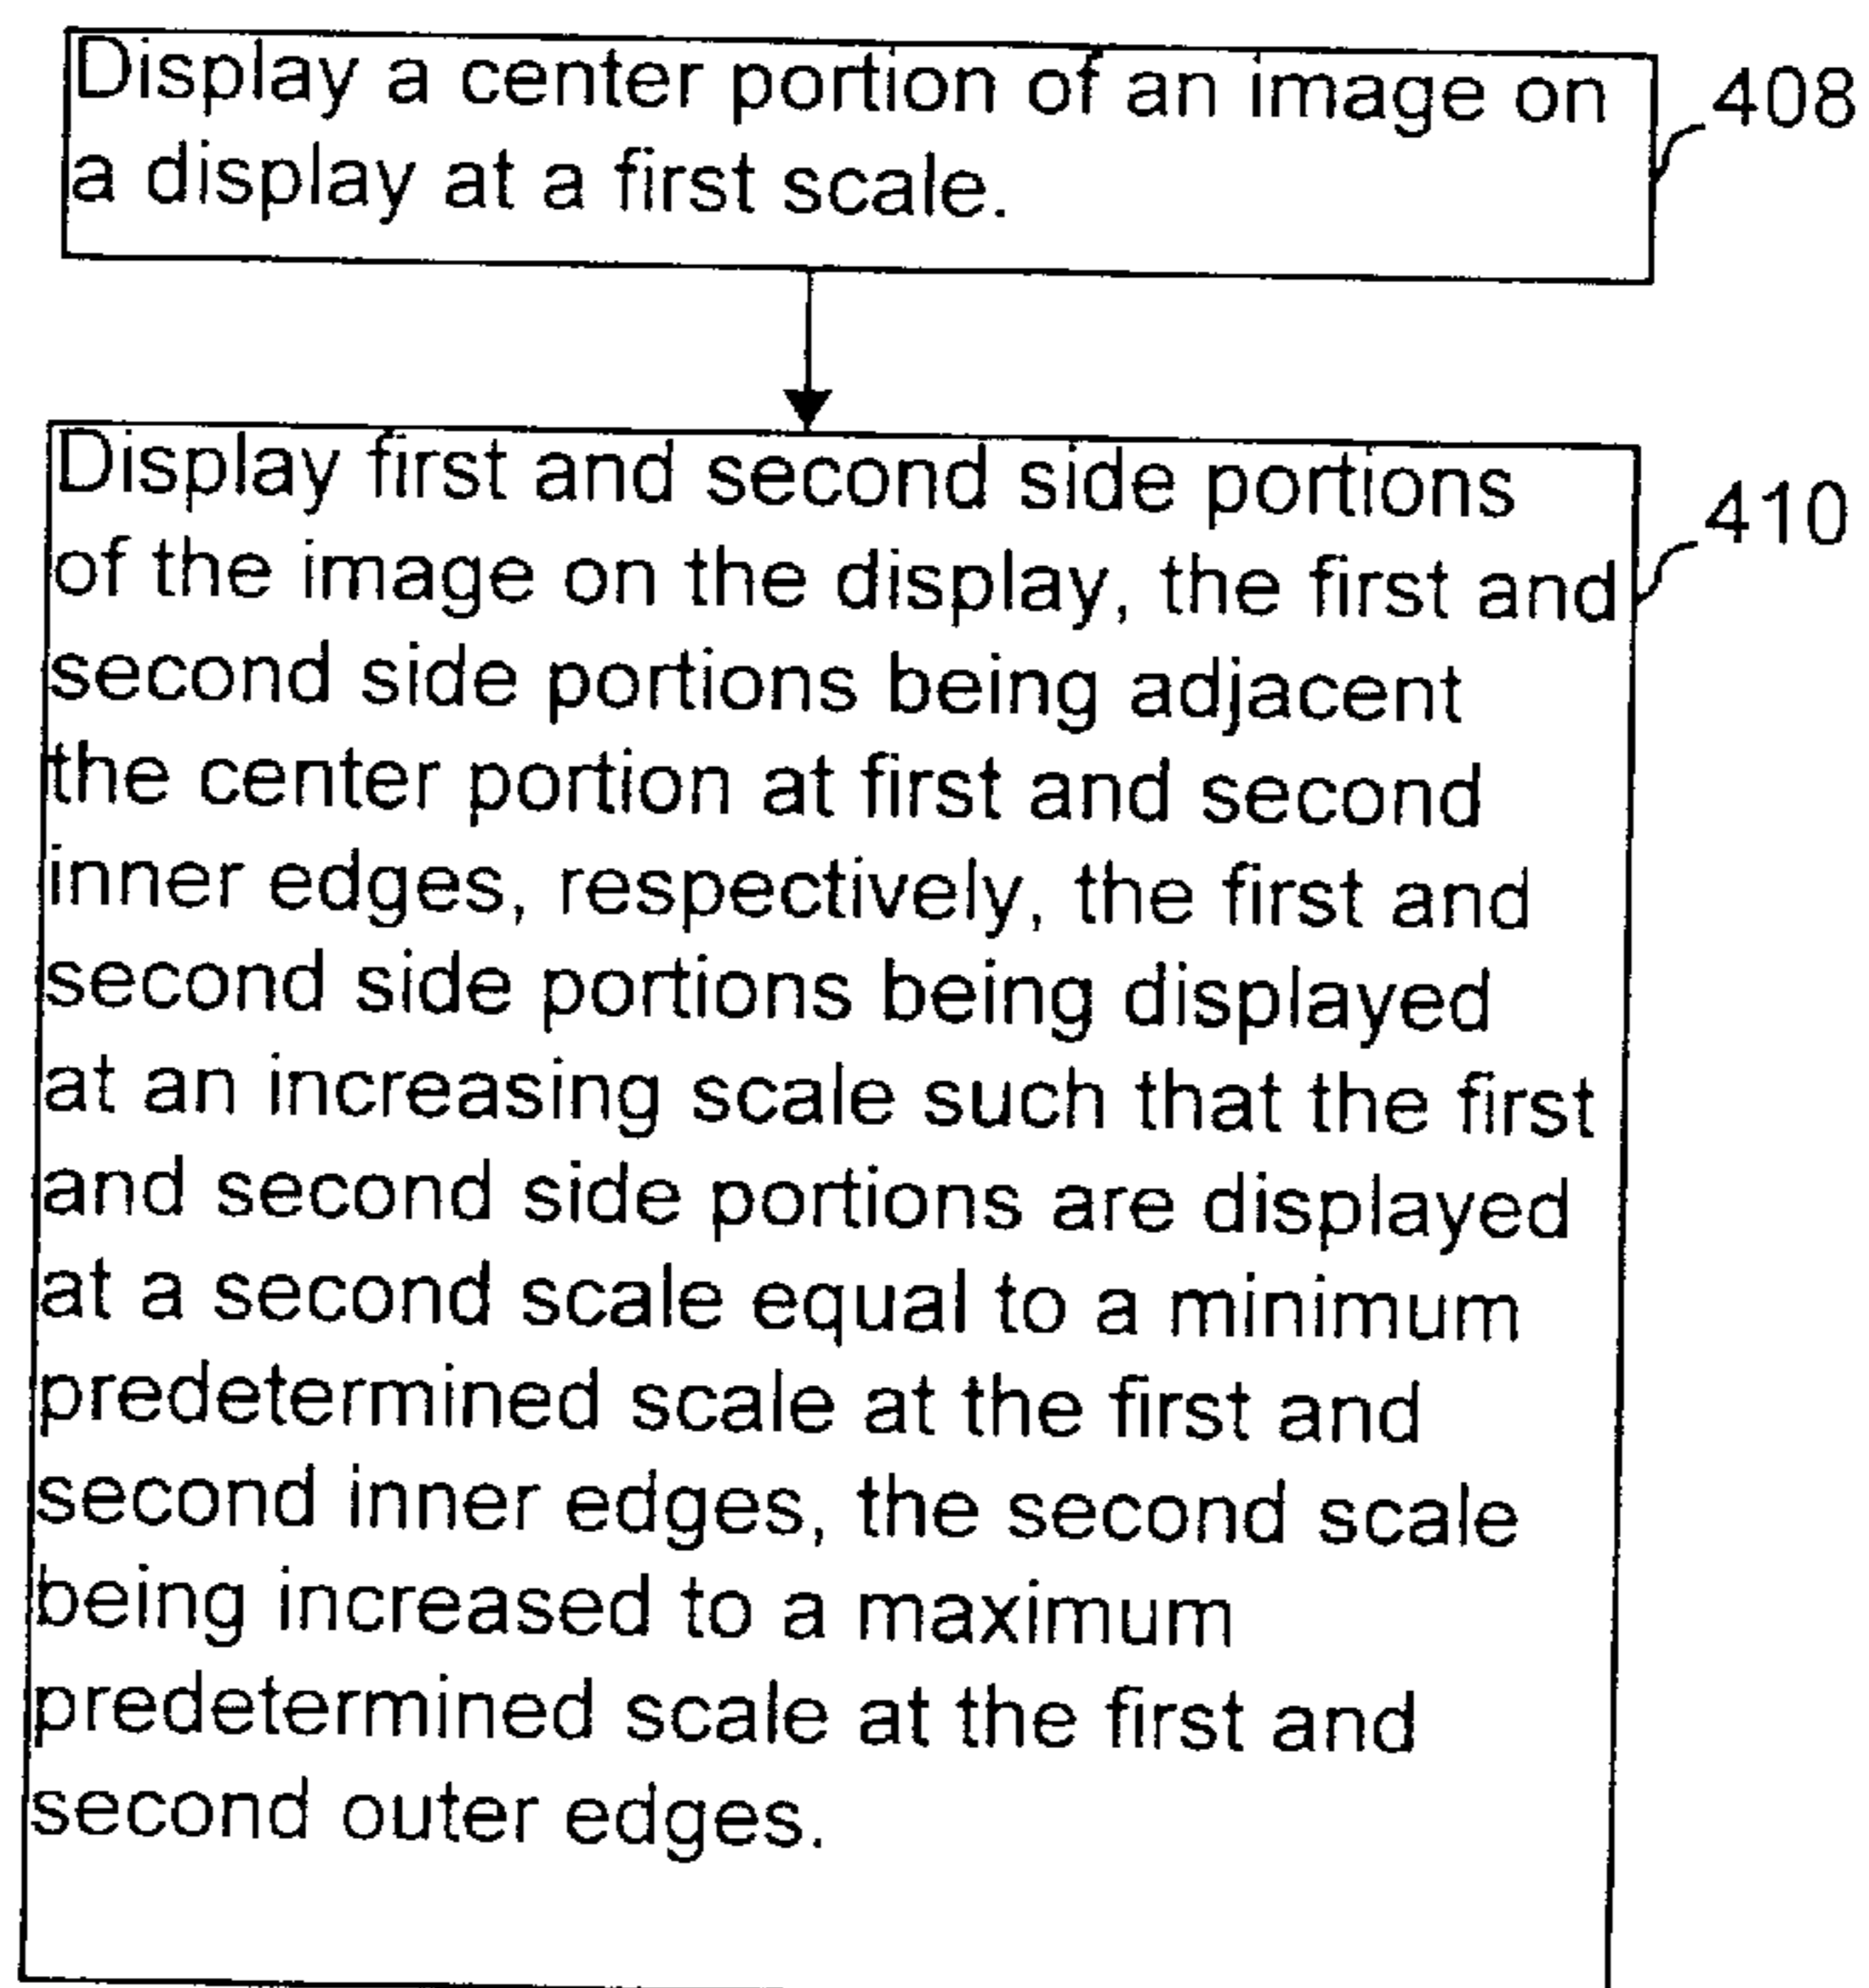 Display a center portion of an image on
a display at a first scale.
408
Display first and second side portions
of the image on the display, the first and
second side portions being adjacent
the center portion at first and second
inner edges, respectively, the first and
second side portions being displayed
at an increasing scale such that the first
and second side portions are displayed
at a second scale equal to a minimum
predetermined scale at the first and
second inner edges, the second scale
being increased to a maximum
predetermined scale at the first and
second outer edges.
410